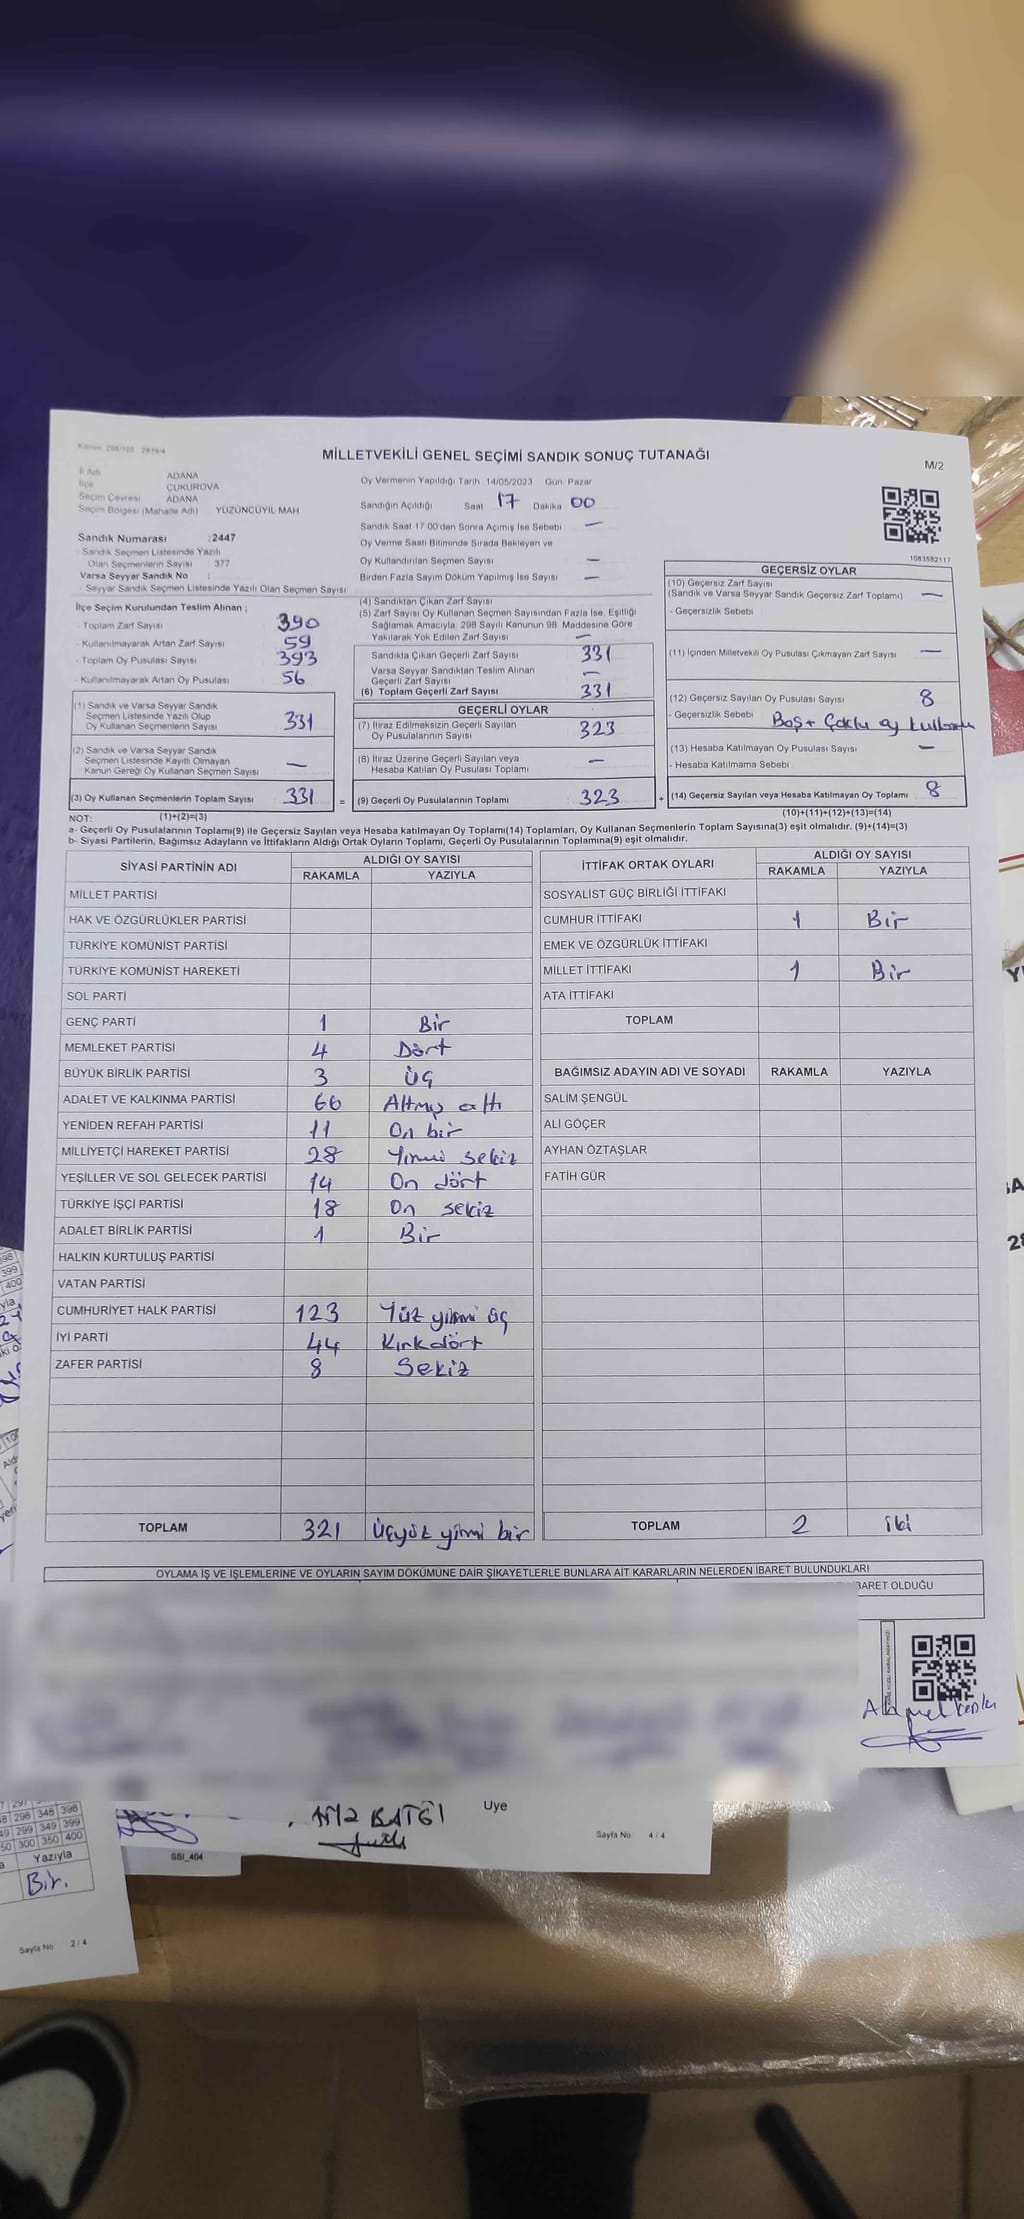 MİLLETVEKİLİ GENEL SEÇİMİ SANDIK SONUÇ TUTANAĞI
M/2
İl Adı ADANA
İlçe ÇUKUROVA
Seçim Çevresi ADANA
Seçim Bölgesi (Mahalle Adı) YÜZÜNCÜYIL MAH
Sandık Numarası :2447
- Sandık Seçmen Listesinde Yazılı
Olan Seçmenlerin Sayısı 377
Varsa Seyyar Sandık No :
- Seyyar Sandık Seçmen Listesinde Yazılı Olan Seçmen Sayısı
İlçe Seçim Kurulundan Teslim Alınan ;
- Toplam Zarf Sayısı 390
- Kullanılmayarak Artan Zarf Sayısı 59
- Toplam Oy Pusulası Sayısı 393
- Kullanılmayarak Artan Oy Pusulası 56
(1) Sandık ve Varsa Seyyar Sandık
Seçmen Listesinde Yazılı Olup
Oy Kullanan Seçmenlerin Sayısı 331
(2) Sandık ve Varsa Seyyar Sandık
Seçmen Listesinde Kayıtlı Olmayan
Kanun Gereği Oy Kullanan Seçmen Sayısı —
(3) Oy Kullanan Seçmenlerin Toplam Sayısı 331 =
Oy Vermenin Yapıldığı Tarih 14/05/2023 Gün Pazar
Sandığın Açıldığı Saat 17 Dakika 00
Sandık Saat 17 00'den Sonra Açılmış İse Sebebi —
Oy Verme Saati Bitiminde Sırada Bekleyen ve
Oy Kullandırılan Seçmen Sayısı —
Birden Fazla Sayım Döküm Yapılmış İse Sayısı —
(4) Sandıktan Çıkan Zarf Sayısı
(5) Zarf Sayısı Oy Kullanan Seçmen Sayısından Fazla İse, Eşitliği
Sağlamak Amacıyla, 298 Sayılı Kanunun 98. Maddesine Göre
Yakılarak Yok Edilen Zarf Sayısı —
Sandıkta Çıkan Geçerli Zarf Sayısı 331
Varsa Seyyar Sandıktan Teslim Alınan
Geçerli Zarf Sayısı —
(6) Toplam Geçerli Zarf Sayısı 331
GEÇERLİ OYLAR
(7) İtiraz Edilmeksizin Geçerli Sayılan
Oy Pusulalarının Sayısı 323
(8) İtiraz Üzerine Geçerli Sayılan veya
Hesaba Katılan Oy Pusulası Toplamı —
(9) Geçerli Oy Pusulalarının Toplamı 323 +
1083582117
GEÇERSİZ OYLAR
(10) Geçersiz Zarf Sayısı
(Sandık ve Varsa Seyyar Sandık Geçersiz Zarf Toplamı) —
- Geçersizlik Sebebi
(11) İçinden Milletvekili Oy Pusulası Çıkmayan Zarf Sayısı —
(12) Geçersiz Sayılan Oy Pusulası Sayısı 8
- Geçersizlik Sebebi Boş + Çoklu oy
(13) Hesaba Katılmayan Oy Pusulası Sayısı —
- Hesaba Katılmama Sebebi
(14) Geçersiz Sayılan veya Hesaba Katılmayan Oy Toplamı 8
NOT: (1)+(2)=(3) (10)+(11)+(12)+(13)=(14)
a- Geçerli Oy Pusulalarının Toplamı(9) ile Geçersiz Sayılan veya Hesaba katılmayan Oy Toplamı(14) Toplamları, Oy Kullanan Seçmenlerin Toplam Sayısına(3) eşit olmalıdır. (9)+(14)=(3)
b- Siyasi Partilerin, Bağımsız Adayların ve İttifakların Aldığı Ortak Oyların Toplamı, Geçerli Oy Pusulalarının Toplamına(9) eşit olmalıdır.
SİYASİ PARTİNİN ADI ALDIĞI OY SAYISI
RAKAMLA YAZIYLA
MİLLET PARTİSİ
HAK VE ÖZGÜRLÜKLER PARTİSİ
TÜRKİYE KOMÜNİST PARTİSİ
TÜRKİYE KOMÜNİST HAREKETİ
SOL PARTİ
GENÇ PARTİ 1 Bir
MEMLEKET PARTİSİ 4 Dört
BÜYÜK BİRLİK PARTİSİ 3 Üç
ADALET VE KALKINMA PARTİSİ 66 Altmış altı
YENİDEN REFAH PARTİSİ 11 On bir
MİLLİYETÇİ HAREKET PARTİSİ 28 Yirmi sekiz
YEŞİLLER VE SOL GELECEK PARTİSİ 14 On dört
TÜRKİYE İŞÇİ PARTİSİ 18 On sekiz
ADALET BİRLİK PARTİSİ 1 Bir
HALKIN KURTULUŞ PARTİSİ
VATAN PARTİSİ
CUMHURİYET HALK PARTİSİ 123 Yüz yirmi üç
İYİ PARTİ 44 Kırkdört
ZAFER PARTİSİ 8 Sekiz
TOPLAM 321 Üçyüz yirmi bir
İTTİFAK ORTAK OYLARI ALDIĞI OY SAYISI
RAKAMLA YAZIYLA
SOSYALİST GÜÇ BİRLİĞİ İTTİFAKI
CUMHUR İTTİFAKI 1 Bir
EMEK VE ÖZGÜRLÜK İTTİFAKI
MİLLET İTTİFAKI 1 Bir
ATA İTTİFAKI
TOPLAM
BAĞIMSIZ ADAYIN ADI VE SOYADI RAKAMLA YAZIYLA
SALİM ŞENGÜL
ALİ GÖÇER
AYHAN ÖZTAŞLAR
FATİH GÜR
TOPLAM 2 iki
OYLAMA İŞ VE İŞLEMLERİNE VE OYLARIN SAYIM DÖKÜMÜNE DAİR ŞİKAYETLERLE BUNLARA AİT KARARLARIN NELERDEN İBARET BULUNDUKLARI
BARET OLDUĞU
298 348 398
299 349 399
300 350 400
Yazıyla
Bir.
Sayfa No 2 / 4
SSI_404
Üye
Sayfa No 4 / 4